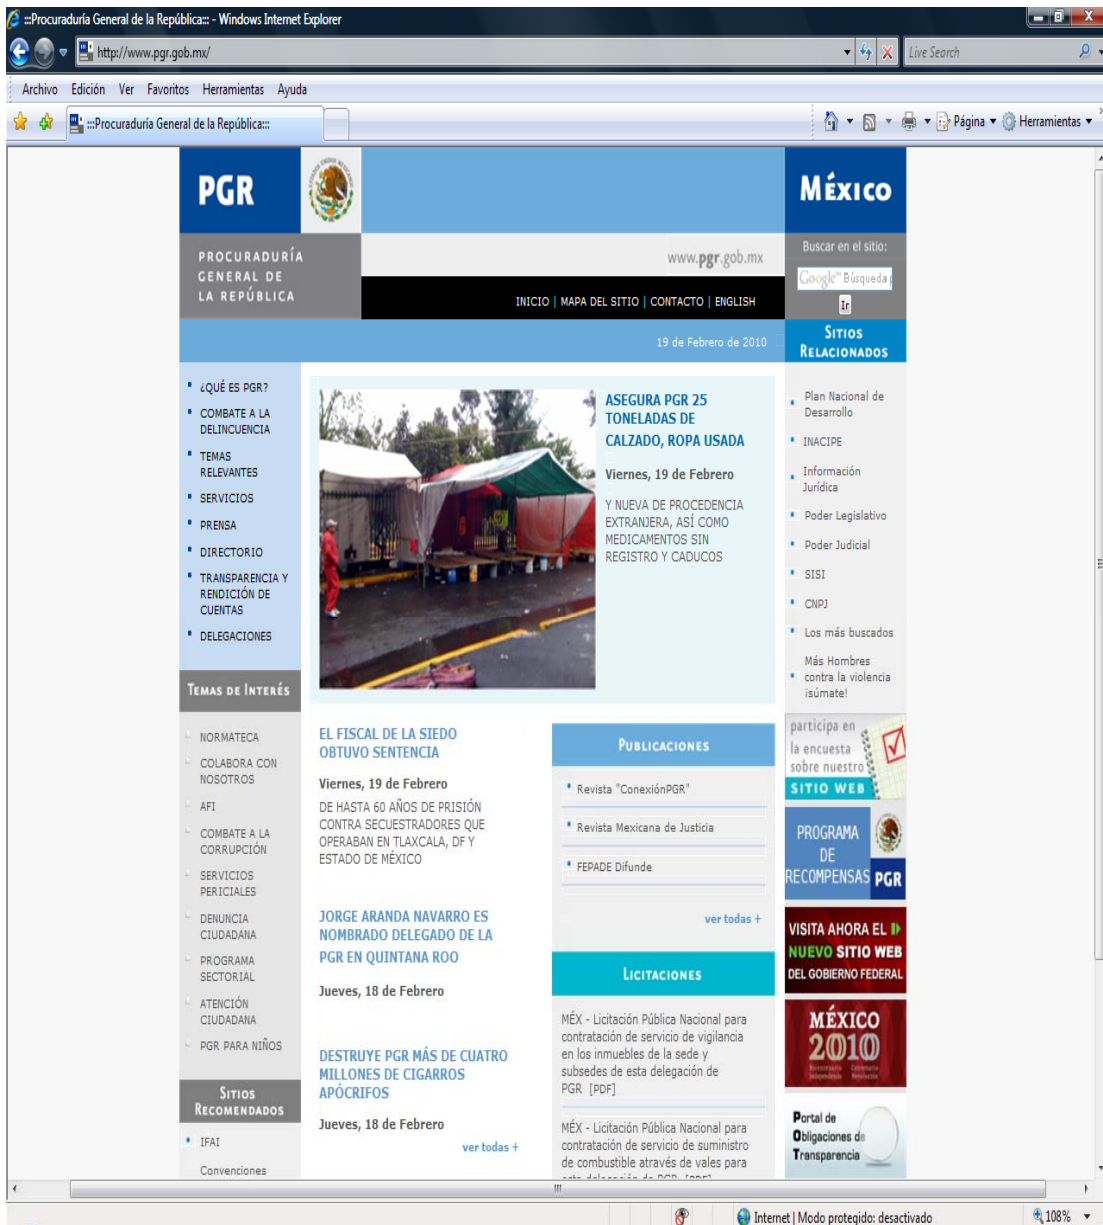 :::Procuraduría General de la República::: - Windows Internet Explorer
http://www.pgr.gob.mx/
Live Search
Archivo Edición Ver Favoritos Herramientas Ayuda
:::Procuraduría General de la República:::
Página
Herramientas
PGR
MÉXICO
PROCURADURÍA
GENERAL DE
LA REPÚBLICA
www.pgr.gob.mx
INICIO | MAPA DEL SITIO | CONTACTO | ENGLISH
Buscar en el sitio:
Google™ Búsqueda
Ir
19 de Febrero de 2010
¿QUÉ ES PGR?
COMBATE A LA
DELINCUENCIA
TEMAS
RELEVANTES
SERVICIOS
PRENSA
DIRECTORIO
TRANSPARENCIA Y
RENDICIÓN DE
CUENTAS
DELEGACIONES
TEMAS DE INTERÉS
NORMATECA
COLABORA CON
NOSOTROS
AFI
COMBATE A LA
CORRUPCIÓN
SERVICIOS
PERICIALES
DENUNCIA
CIUDADANA
PROGRAMA
SECTORIAL
ATENCIÓN
CIUDADANA
PGR PARA NIÑOS
SITIOS
RECOMENDADOS
IFAI
Convenciones
ASEGURA PGR 25
TONELADAS DE
CALZADO, ROPA USADA
Viernes, 19 de Febrero
Y NUEVA DE PROCEDENCIA
EXTRANJERA, ASÍ COMO
MEDICAMENTOS SIN
REGISTRO Y CADUCOS
EL FISCAL DE LA SIEDO
OBTUVO SENTENCIA
Viernes, 19 de Febrero
DE HASTA 60 AÑOS DE PRISIÓN
CONTRA SECUESTRADORES QUE
OPERABAN EN TLAXCALA, DF Y
ESTADO DE MÉXICO
JORGE ARANDA NAVARRO ES
NOMBRADO DELEGADO DE LA
PGR EN QUINTANA ROO
Jueves, 18 de Febrero
DESTRUYE PGR MÁS DE CUATRO
MILLONES DE CIGARROS
APÓCRIFOS
Jueves, 18 de Febrero
ver todas +
PUBLICACIONES
Revista "ConexiónPGR"
Revista Mexicana de Justicia
FEPADE Difunde
ver todas +
LICITACIONES
MÉX - Licitación Pública Nacional para
contratación de servicio de vigilancia
en los inmuebles de la sede y
subsedes de esta delegación de
PGR [PDF]
MÉX - Licitación Pública Nacional para
contratación de servicio de suministro
de combustible através de vales para
esta delegación de PGR [PDF]
SITIOS
RELACIONADOS
Plan Nacional de
Desarrollo
INACIPE
Información
Jurídica
Poder Legislativo
Poder Judicial
SISI
CNPJ
Los más buscados
Más Hombres
contra la violencia
¡súmate!
participa en
la encuesta
sobre nuestro
SITIO WEB
PROGRAMA
DE
RECOMPENSAS PGR
VISITA AHORA EL
NUEVO SITIO WEB
DEL GOBIERNO FEDERAL
MÉXICO
2010
Portal de
Obligaciones de
Transparencia
Internet | Modo protegido: desactivado
108%